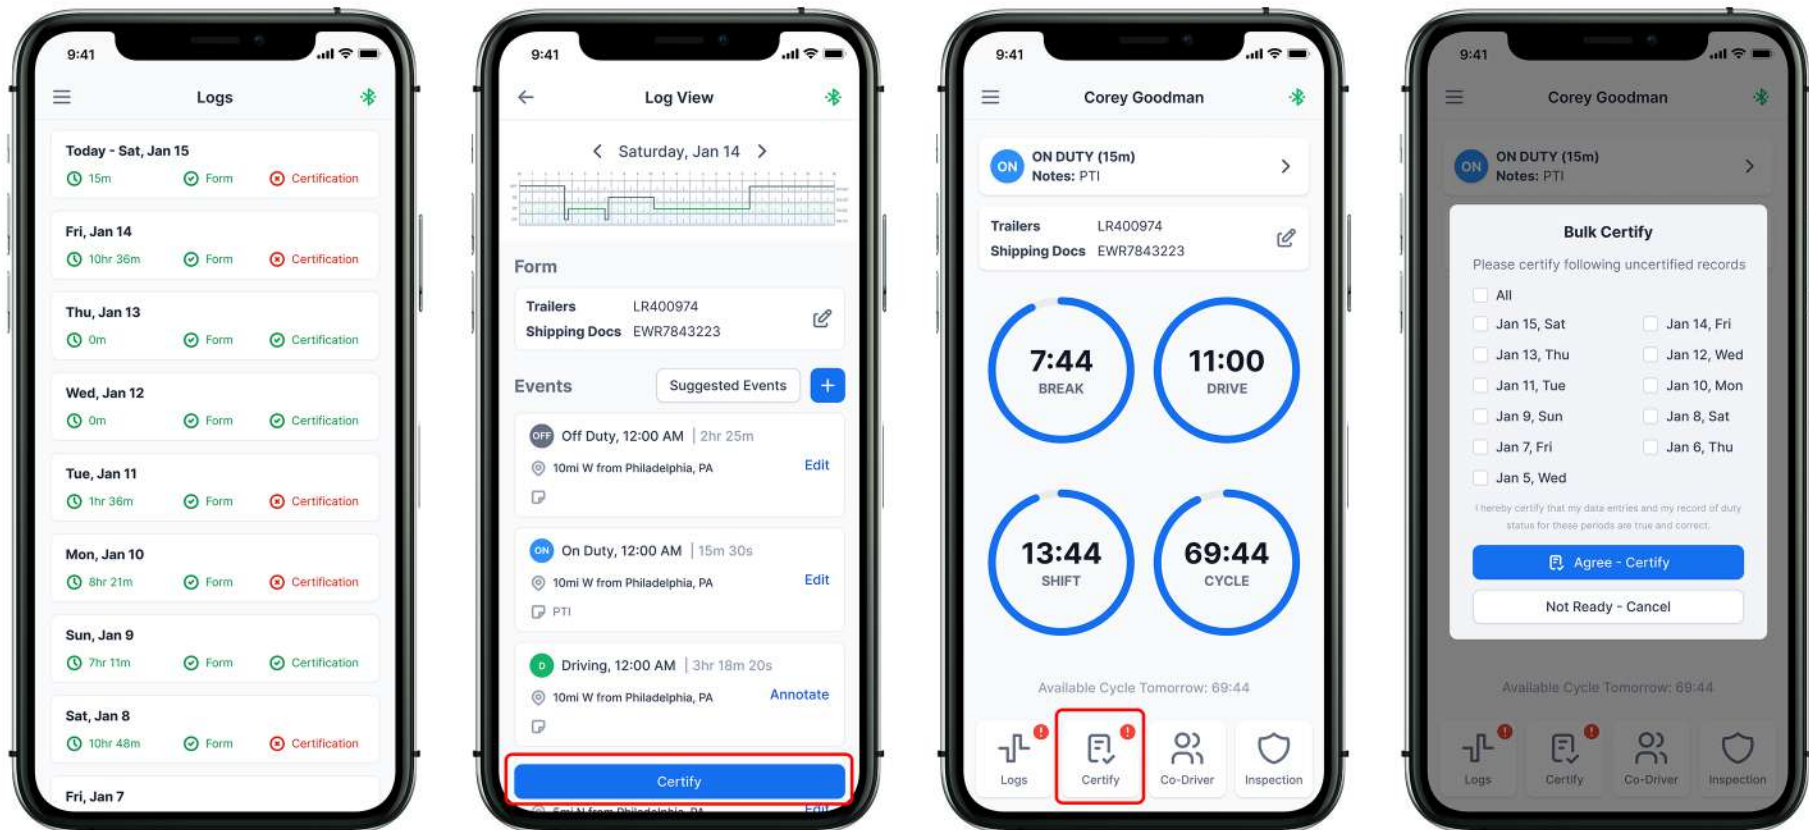 9:41
Logs
Today - Sat, Jan 15
15m Form Certification
Fri, Jan 14
10hr 36m Form Certification
Thu, Jan 13
0m Form Certification
Wed, Jan 12
0m Form Certification
Tue, Jan 11
1hr 36m Form Certification
Mon, Jan 10
8hr 21m Form Certification
Sun, Jan 9
7hr 11m Form Certification
Sat, Jan 8
10hr 48m Form Certification
Fri, Jan 7
9:41
Log View
Saturday, Jan 14
Form
Trailers LR400974
Shipping Docs EWR7843223
Events Suggested Events +
OFF Off Duty, 12:00 AM | 2hr 25m
10mi W from Philadelphia, PA Edit
ON On Duty, 12:00 AM | 15m 30s
10mi W from Philadelphia, PA Edit
PTI
D Driving, 12:00 AM | 3hr 18m 20s
10mi W from Philadelphia, PA Annotate
Certify
5mi N from Philadelphia, PA Edit
9:41
Corey Goodman
ON ON DUTY (15m)
Notes: PTI
Trailers LR400974
Shipping Docs EWR7843223
7:44 11:00
BREAK DRIVE
13:44 69:44
SHIFT CYCLE
Available Cycle Tomorrow: 69:44
Logs Certify Co-Driver Inspection
9:41
Corey Goodman
ON ON DUTY (15m)
Notes: PTI
Bulk Certify
Please certify following uncertified records
All
Jan 15, Sat Jan 14, Fri
Jan 13, Thu Jan 12, Wed
Jan 11, Tue Jan 10, Mon
Jan 9, Sun Jan 8, Sat
Jan 7, Fri Jan 6, Thu
Jan 5, Wed
I hereby certify that my data entries and my record of duty
status for these periods are true and correct.
Agree - Certify
Not Ready - Cancel
Available Cycle Tomorrow: 69:44
Logs Certify Co-Driver Inspection